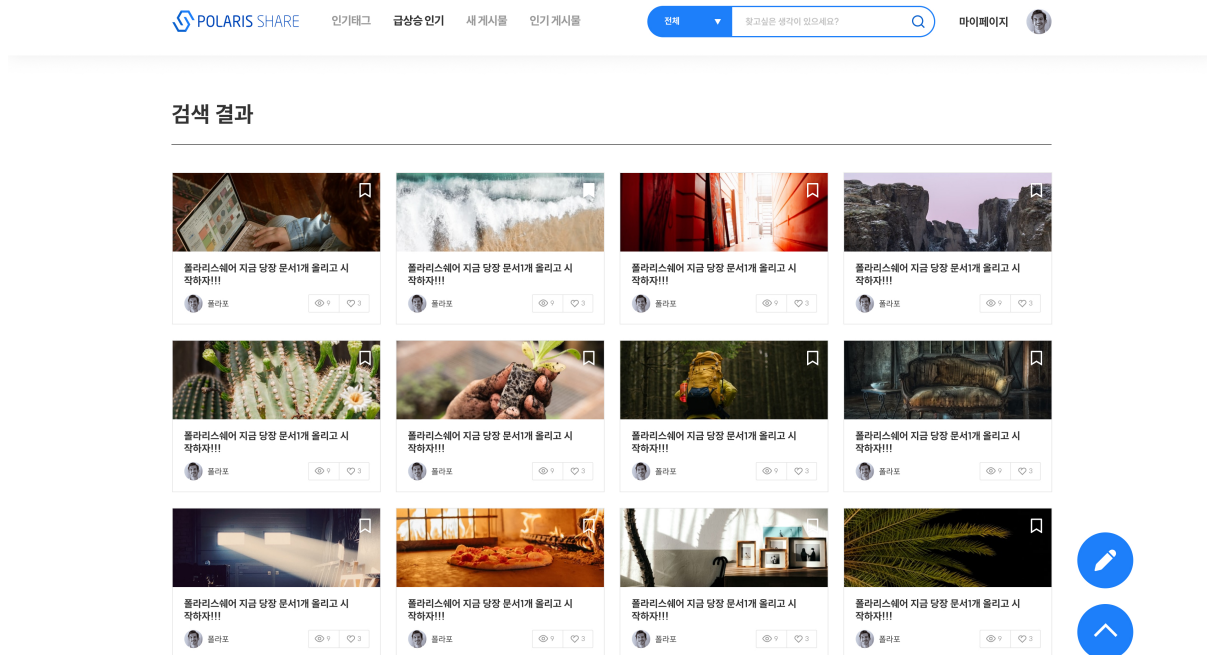 POLARIS SHARE 인기태그 급상승 인기 새 게시물 인기 게시물 전체 찾고싶은 생각이 있으세요? 마이페이지
검색 결과
폴라리스쉐어 지금 당장 문서1개 올리고 시 폴라리스쉐어 지금 당장 문서1개 올리고 시 폴라리스쉐어 지금 당장 문서1개 올리고 시 폴라리스쉐어 지금 당장 문서1개 올리고 시
작하자!!! 작하자!!! 작하자!!! 작하자!!!
폴라포 9 3 폴라포 9 3 폴라포 9 3 폴라포 9 3
폴라리스쉐어 지금 당장 문서1개 올리고 시 폴라리스쉐어 지금 당장 문서1개 올리고 시 폴라리스쉐어 지금 당장 문서1개 올리고 시 폴라리스쉐어 지금 당장 문서1개 올리고 시
작하자!!! 작하자!!! 작하자!!! 작하자!!!
폴라포 9 3 폴라포 9 3 폴라포 9 3 폴라포 9 3
폴라리스쉐어 지금 당장 문서1개 올리고 시 폴라리스쉐어 지금 당장 문서1개 올리고 시 폴라리스쉐어 지금 당장 문서1개 올리고 시 폴라리스쉐어 지금 당장 문서1개 올리고 시
작하자!!! 작하자!!! 작하자!!! 작하자!!!
폴라포 9 3 폴라포 9 3 폴라포 9 3 폴라포 9 3